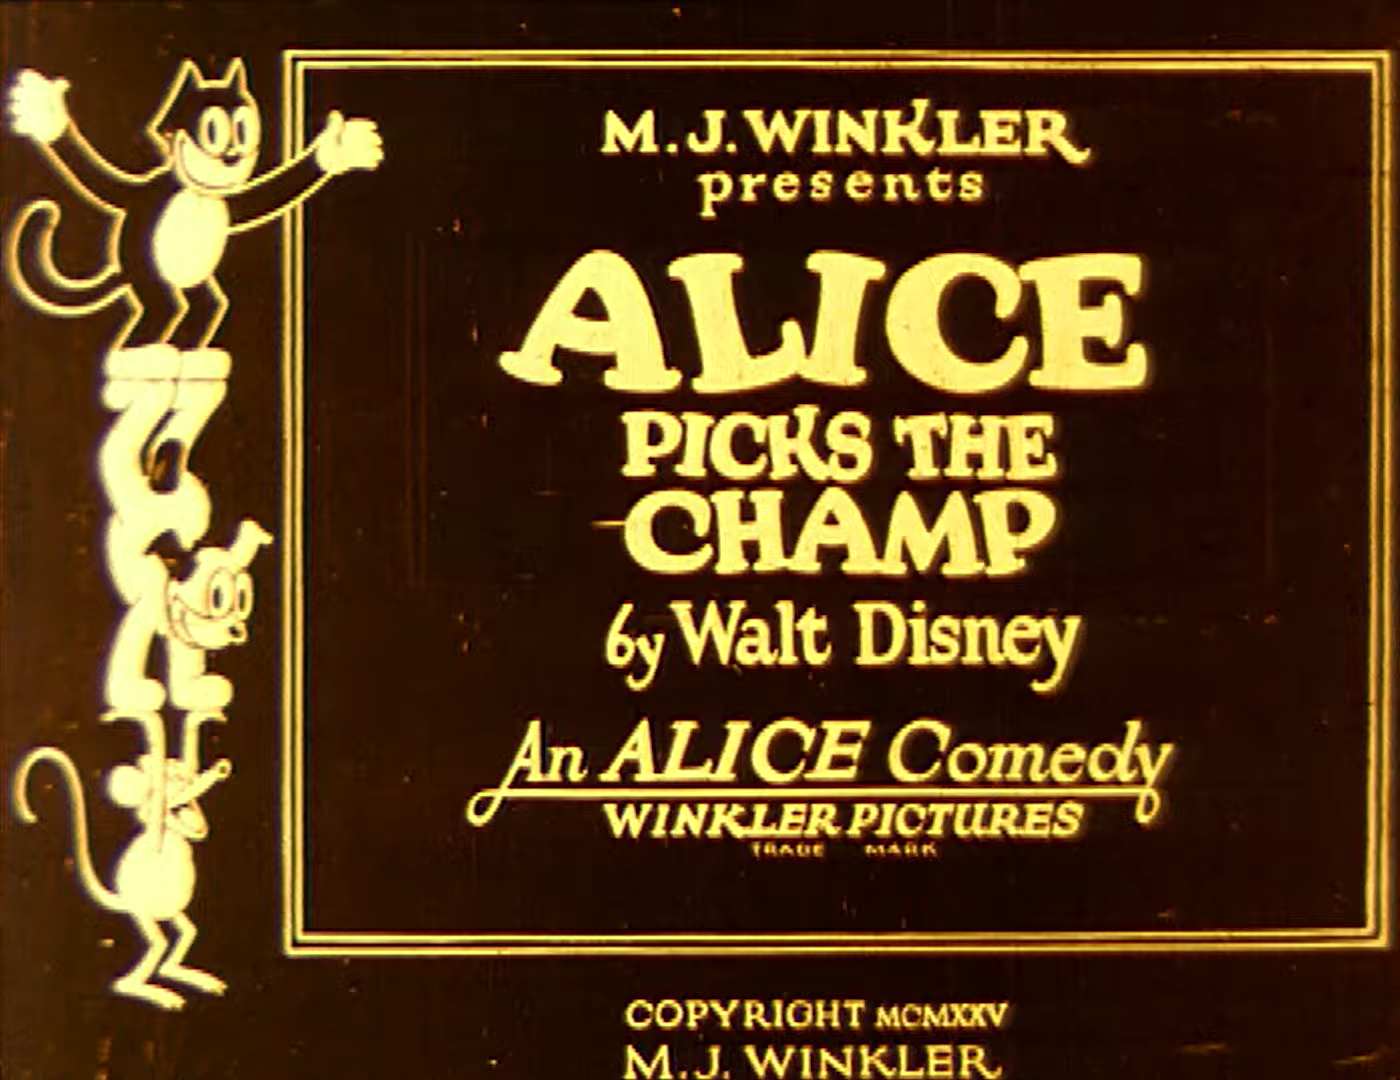 M.J. WINKLER
presents
ALICE
PICKS THE
CHAMP
by Walt Disney
An ALICE Comedy
WINKLER PICTURES
TRADE MARK
COPYRIGHT MCMXXV
M.J. WINKLER